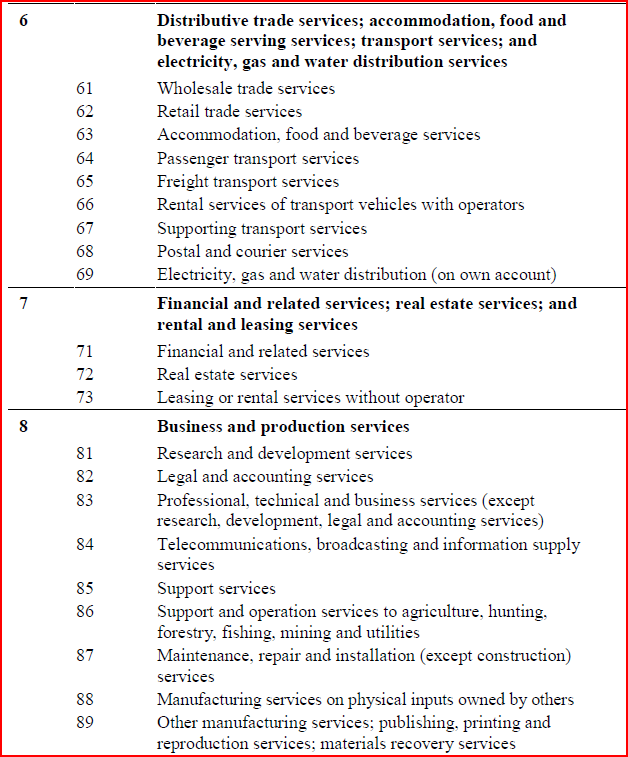 6 Distributive trade services; accommodation, food and
beverage serving services; transport services; and
electricity, gas and water distribution services
61 Wholesale trade services
62 Retail trade services
63 Accommodation, food and beverage services
64 Passenger transport services
65 Freight transport services
66 Rental services of transport vehicles with operators
67 Supporting transport services
68 Postal and courier services
69 Electricity, gas and water distribution (on own account)
7 Financial and related services; real estate services; and
rental and leasing services
71 Financial and related services
72 Real estate services
73 Leasing or rental services without operator
8 Business and production services
81 Research and development services
82 Legal and accounting services
83 Professional, technical and business services (except
research, development, legal and accounting services)
84 Telecommunications, broadcasting and information supply
services
85 Support services
86 Support and operation services to agriculture, hunting,
forestry, fishing, mining and utilities
87 Maintenance, repair and installation (except construction)
services
88 Manufacturing services on physical inputs owned by others
89 Other manufacturing services; publishing, printing and
reproduction services; materials recovery services